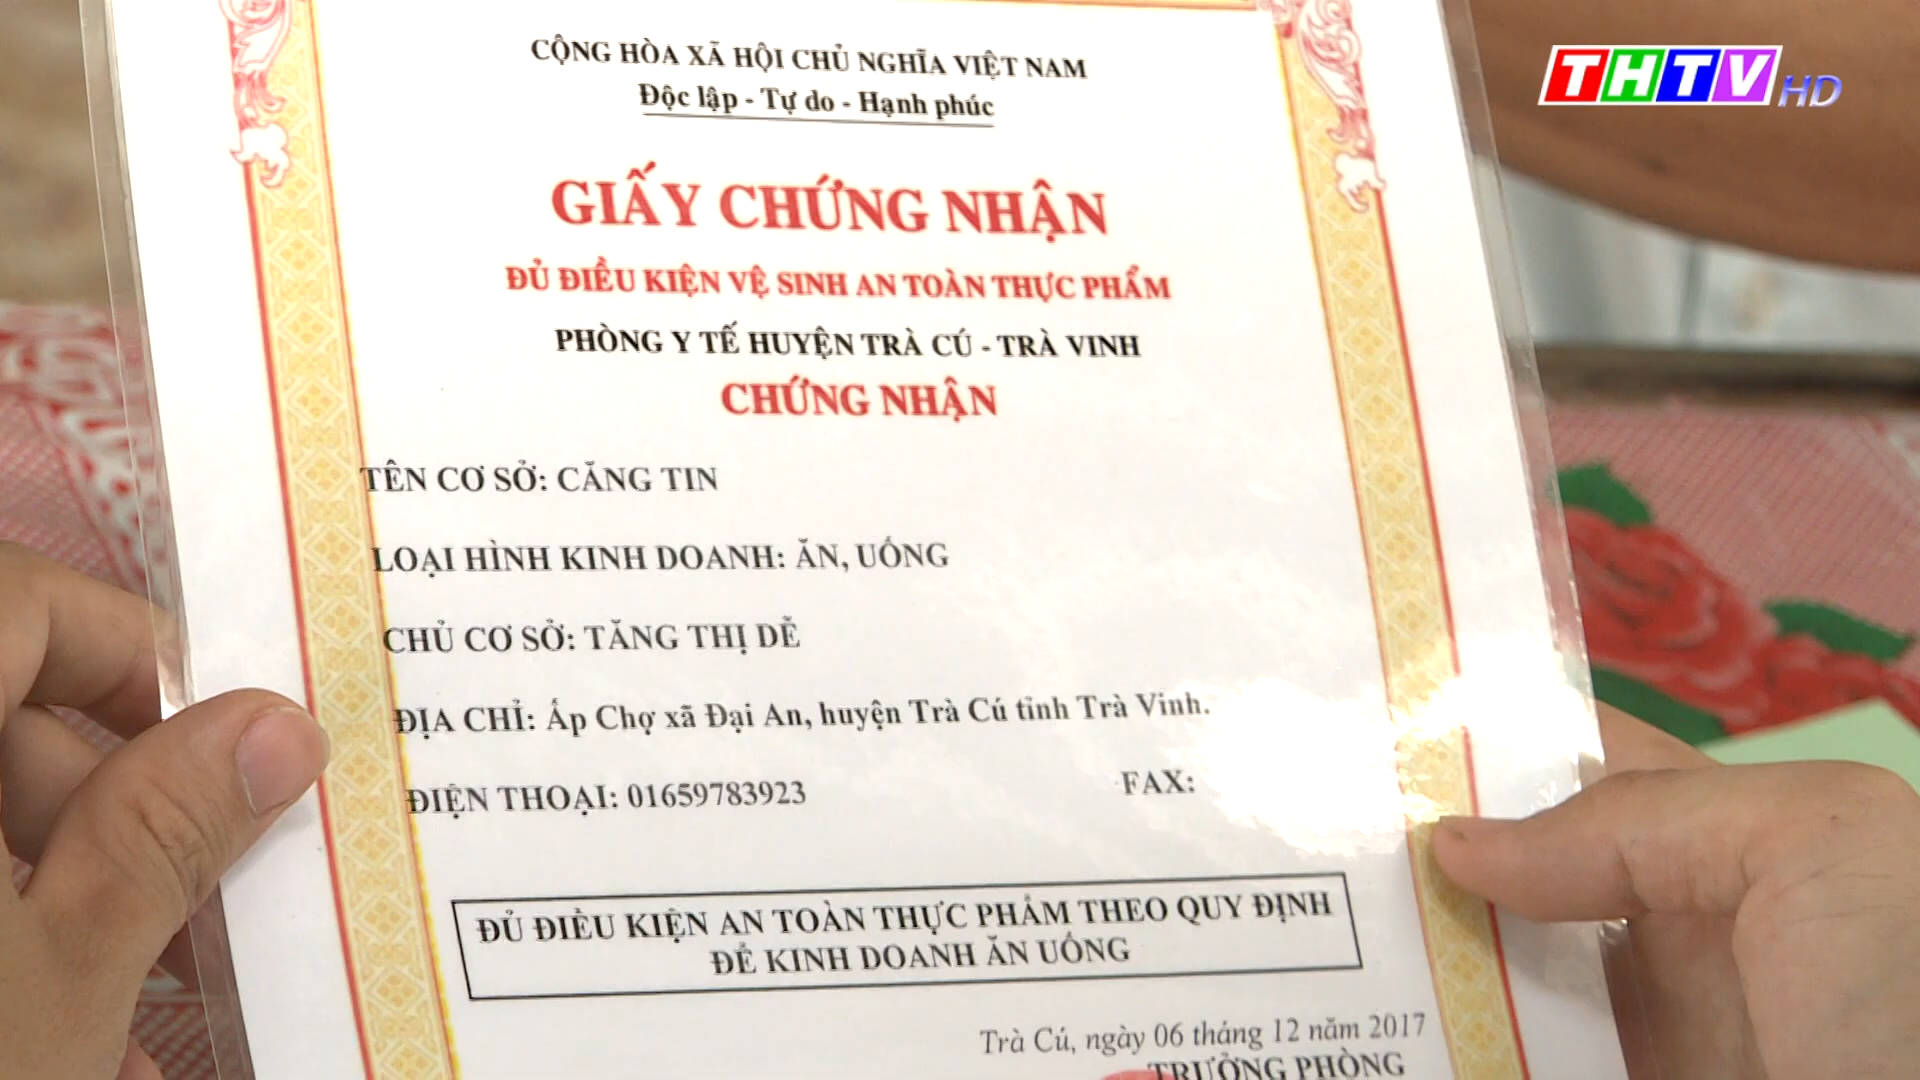 THTV HD
CỘNG HÒA XÃ HỘI CHỦ NGHĨA VIỆT NAM
Độc lập - Tự do - Hạnh phúc
GIẤY CHỨNG NHẬN
ĐỦ ĐIỀU KIỆN VỆ SINH AN TOÀN THỰC PHẨM
PHÒNG Y TẾ HUYỆN TRÀ CÚ - TRÀ VINH
CHỨNG NHẬN
TÊN CƠ SỞ: CĂNG TIN
LOẠI HÌNH KINH DOANH: ĂN, UỐNG
CHỦ CƠ SỞ: TĂNG THỊ DỄ
ĐỊA CHỈ: Ấp Chợ xã Đại An, huyện Trà Cú tỉnh Trà Vinh.
ĐIỆN THOẠI: 01659783923 FAX:
ĐỦ ĐIỀU KIỆN AN TOÀN THỰC PHẨM THEO QUY ĐỊNH
ĐỂ KINH DOANH ĂN UỐNG
Trà Cú, ngày 06 tháng 12 năm 2017
TRƯỞNG PHÒNG